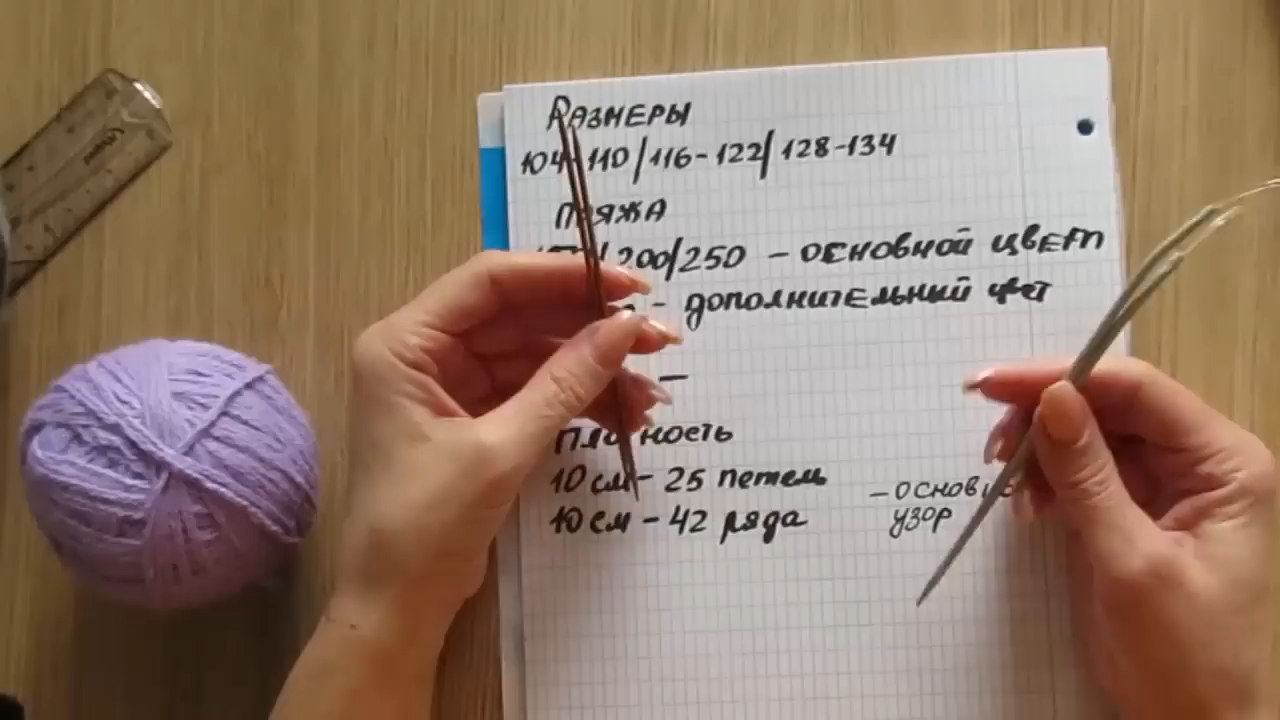 РАЗМЕРЫ
104-110/116-122/128-134
ПРЯЖА
/200/250 - ОСНОВНОЙ ЦВЕТ
- ДОПОЛНИТЕЛЬНЫЙ ЦВЕТ
-
ПЛОТНОСТЬ
10 см - 25 петель
10 см - 42 ряда
- ОСНОВНО
УЗОР